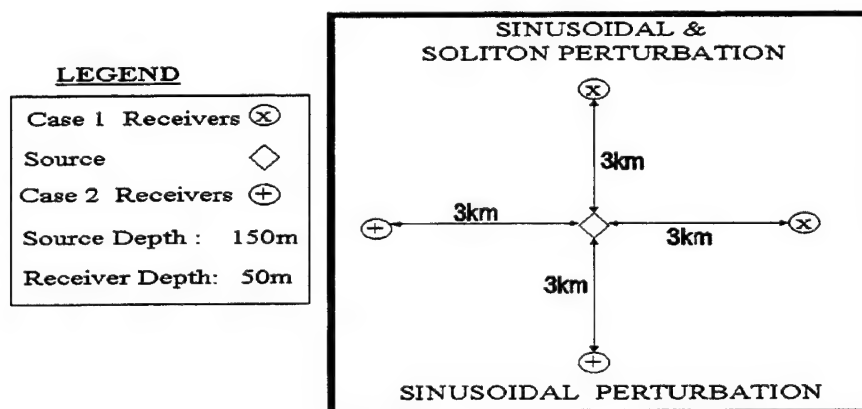 LEGEND
Case 1 Receivers
Source
Case 2 Receivers
Source Depth : 150m
Receiver Depth: 50m
SINUSOIDAL &
SOLITON PERTURBATION
x
3km
+
3km
3km
x
3km
+
SINUSOIDAL PERTURBATION